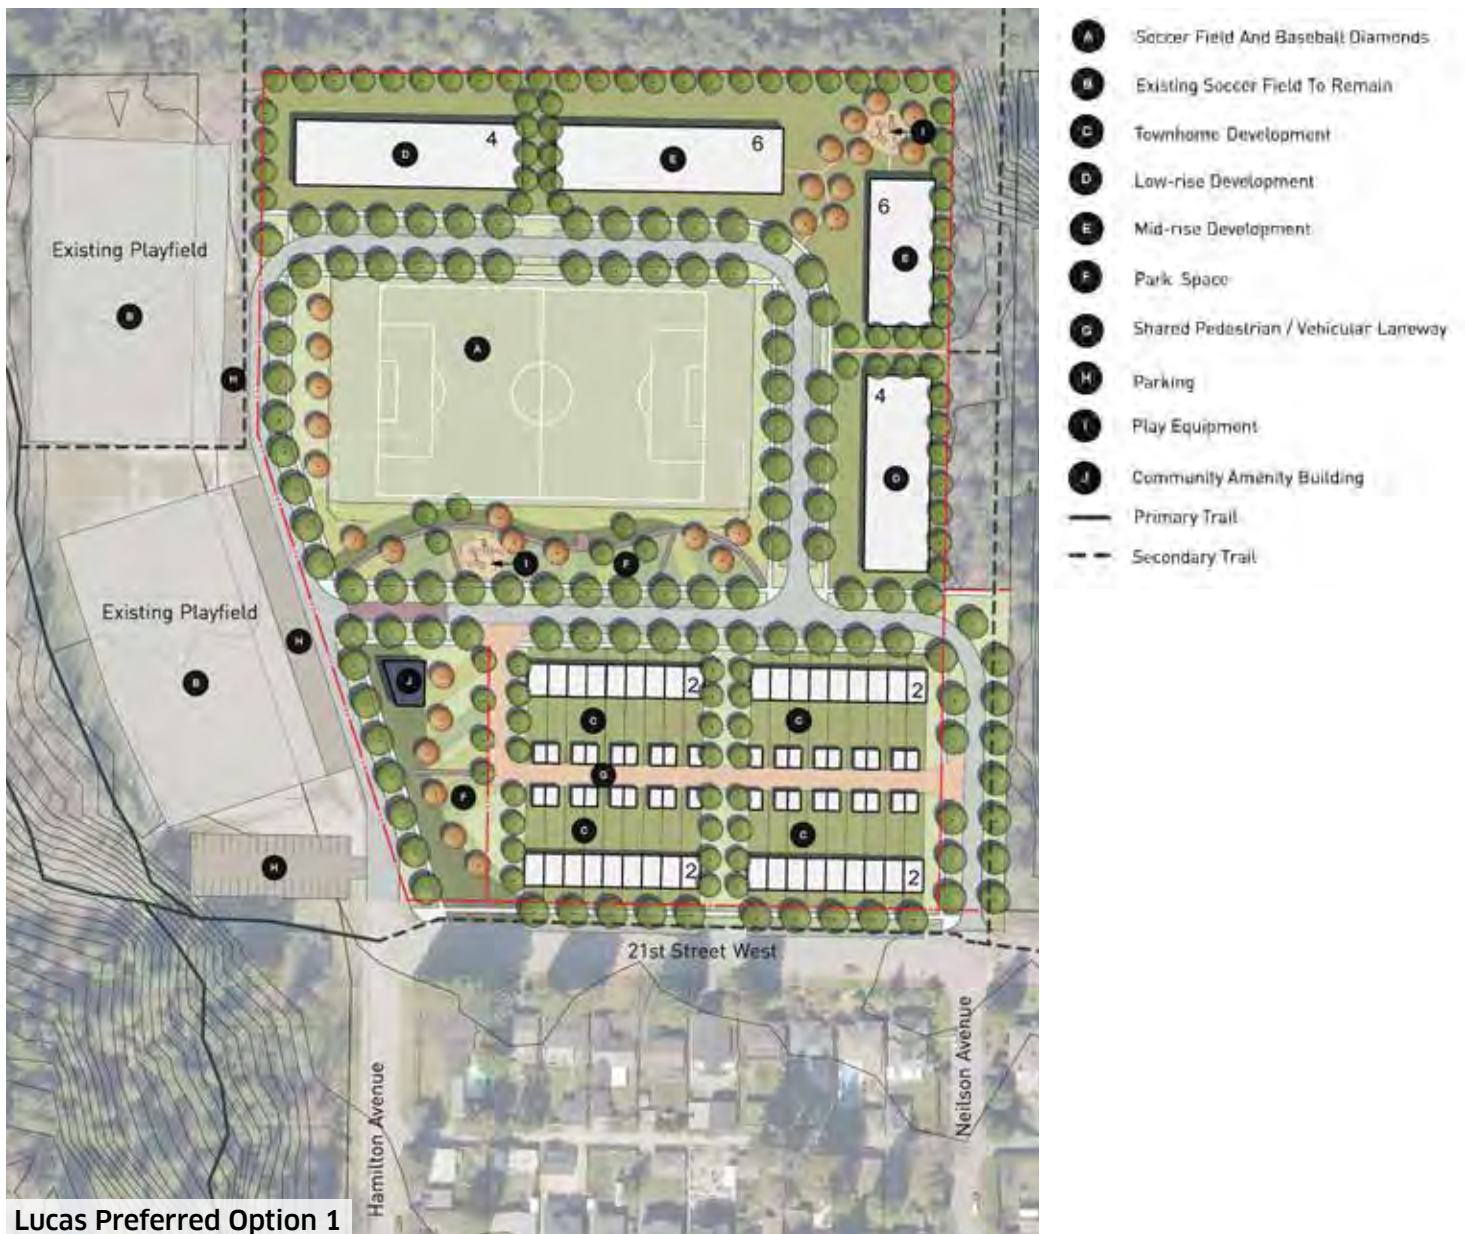 A Soccer Field And Baseball Diamonds
B Existing Soccer Field To Remain
C Townhome Development
D Low-rise Development
E Mid-rise Development
F Park Space
G Shared Pedestrian / Vehicular Laneway
H Parking
I Play Equipment
J Community Amenity Building
Primary Trail
Secondary Trail
D
4
E
6
I
6
E
Existing Playfield
B
A
H
4
D
I
F
Existing Playfield
H
B
J
2
2
C
C
G
F
C
C
H
2
2
21st Street West
Hamilton Avenue
Neilson Avenue
Lucas Preferred Option 1